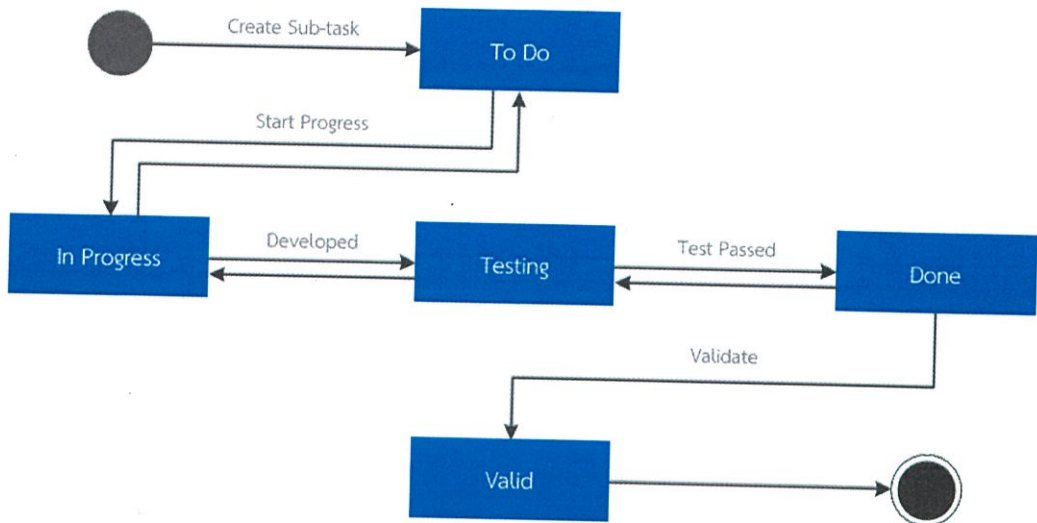 Create Sub-task
To Do
Start Progress
In Progress
Developed
Testing
Test Passed
Done
Validate
Valid